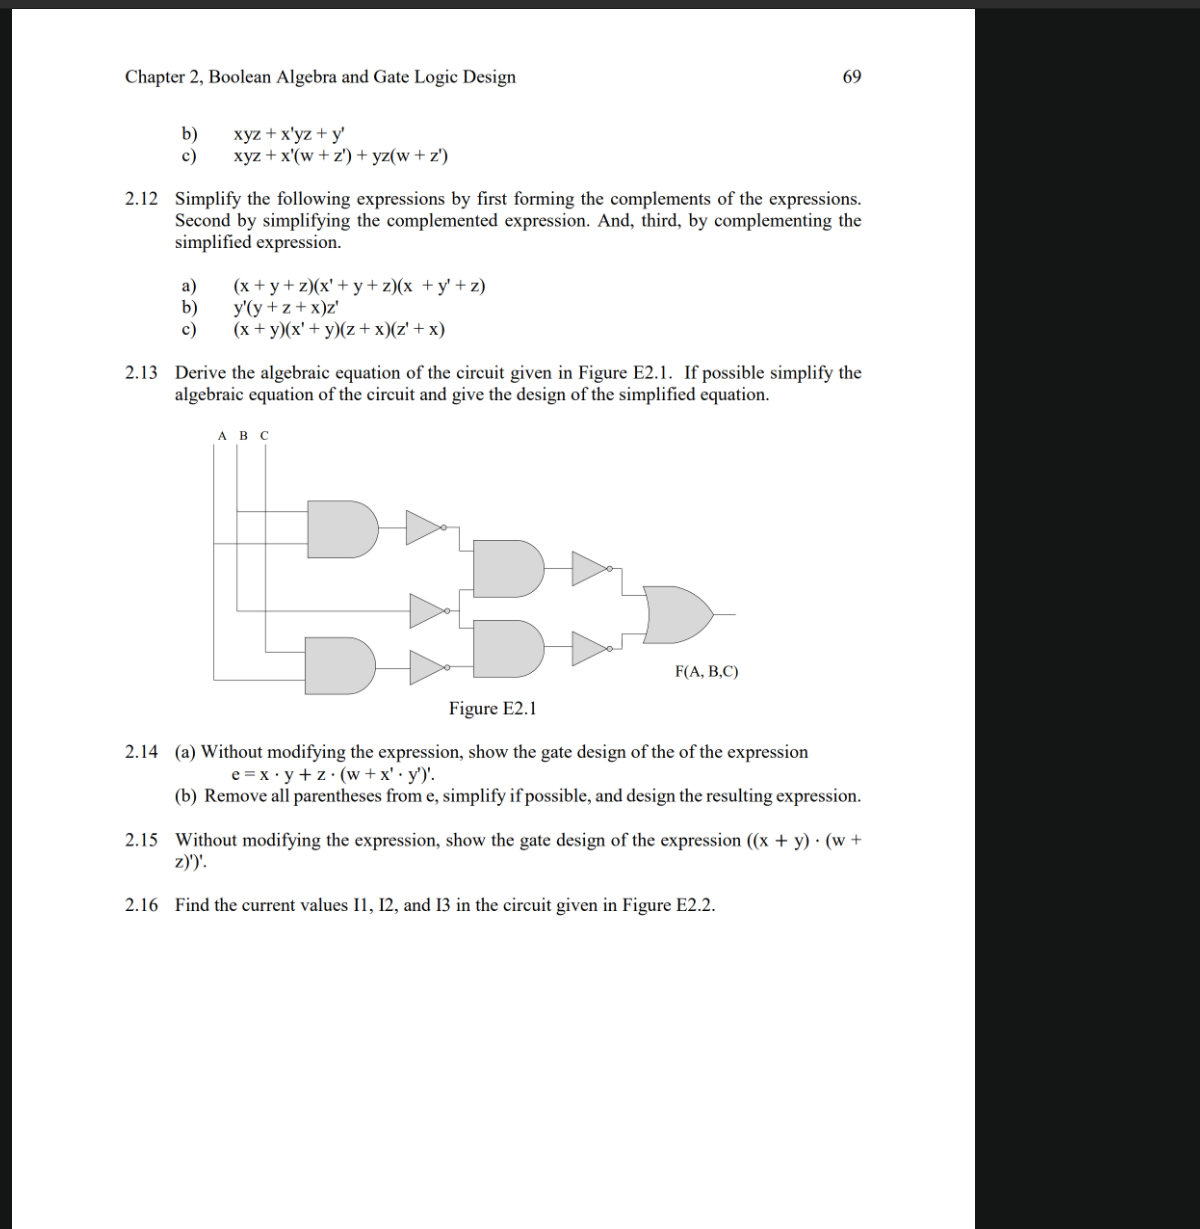 Chapter 2, Boolean Algebra and Gate Logic Design 69
b) xyz + x'yz + y'
c) xyz + x'(w + z') + yz(w + z')
2.12 Simplify the following expressions by first forming the complements of the expressions.
Second by simplifying the complemented expression. And, third, by complementing the
simplified expression.
a) (x + y + z)(x' + y + z)(x + y' + z)
b) y'(y + z + x)z'
c) (x + y)(x' + y)(z + x)(z' + x)
2.13 Derive the algebraic equation of the circuit given in Figure E2.1. If possible simplify the
algebraic equation of the circuit and give the design of the simplified equation.
A B C
F(A, B,C)
Figure E2.1
2.14 (a) Without modifying the expression, show the gate design of the of the expression
e = x · y + z · (w + x' · y')'.
(b) Remove all parentheses from e, simplify if possible, and design the resulting expression.
2.15 Without modifying the expression, show the gate design of the expression ((x + y) · (w +
z)')'.
2.16 Find the current values I1, I2, and I3 in the circuit given in Figure E2.2.